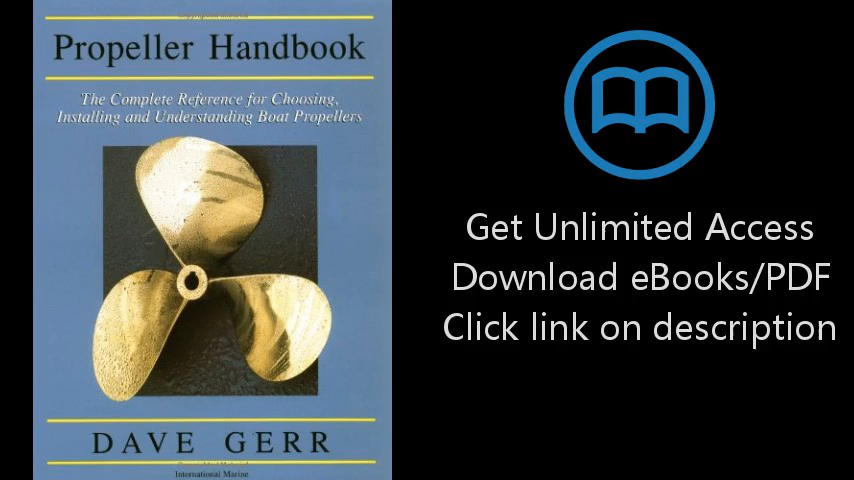 Propeller Handbook
The Complete Reference for Choosing,
Installing and Understanding Boat Propellers
DAVE GERR
International Marine
Get Unlimited Access
Download eBooks/PDF
Click link on description